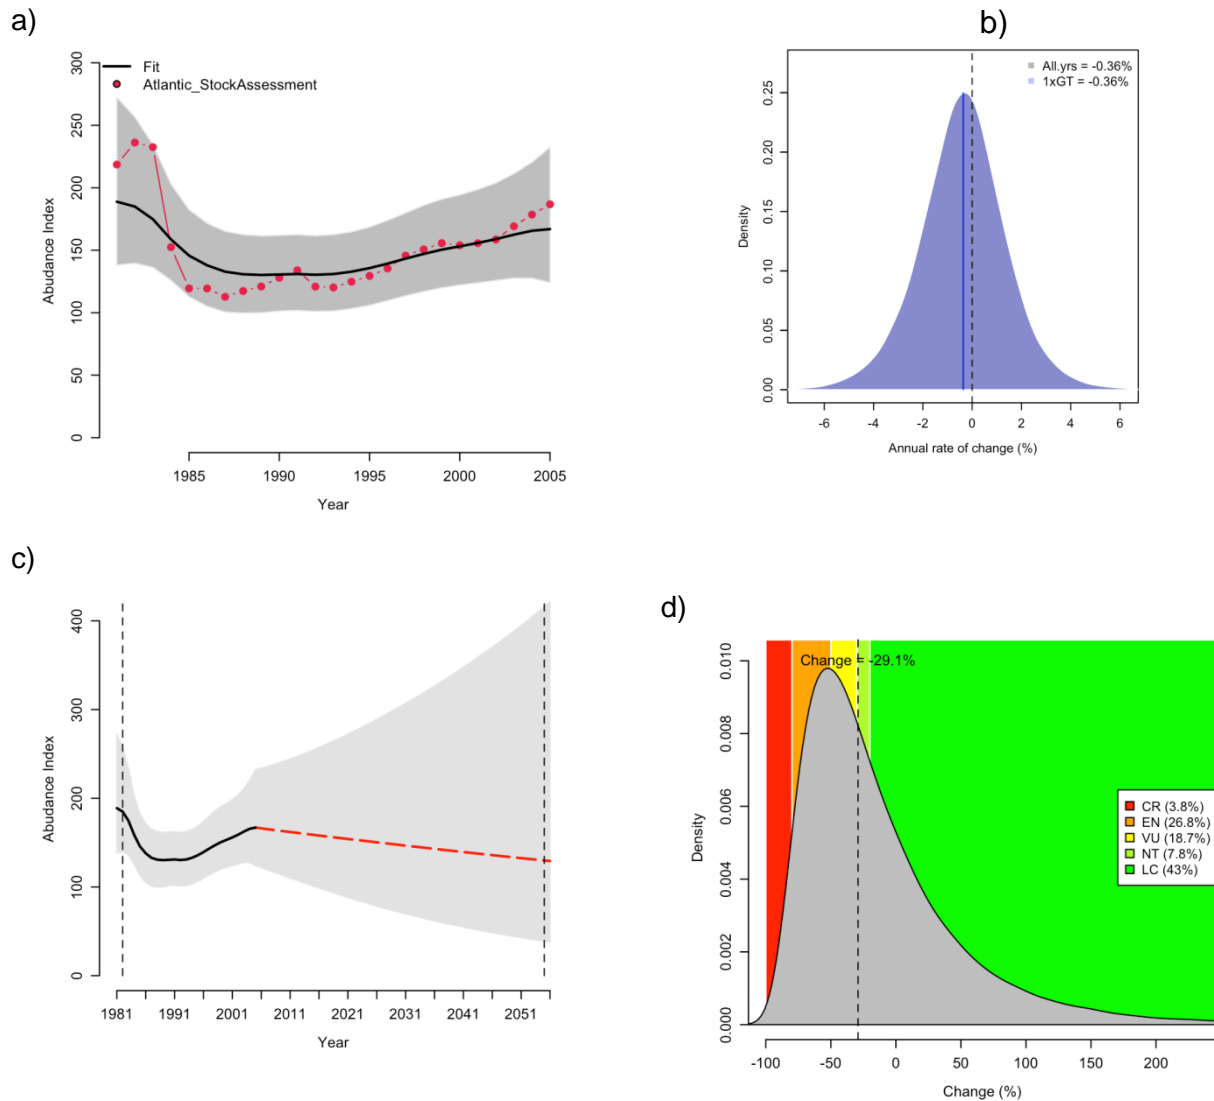 a)
Fit
Atlantic_StockAssessment
300
250
200
150
100
50
0
Abudance Index
1985 1990 1995 2000 2005
Year
b)
All.yrs = -0.36%
1xGT = -0.36%
0.25
0.20
0.15
0.10
0.05
0.00
Density
-6 -4 -2 0 2 4 6
Annual rate of change (%)
c)
400
300
200
100
0
Abudance Index
1981 1991 2001 2011 2021 2031 2041 2051
Year
d)
Change = -29.1%
0.010
0.008
0.006
0.004
0.002
0.000
Density
CR (3.8%)
EN (26.8%)
VU (18.7%)
NT (7.8%)
LC (43%)
-100 -50 0 50 100 150 200
Change (%)